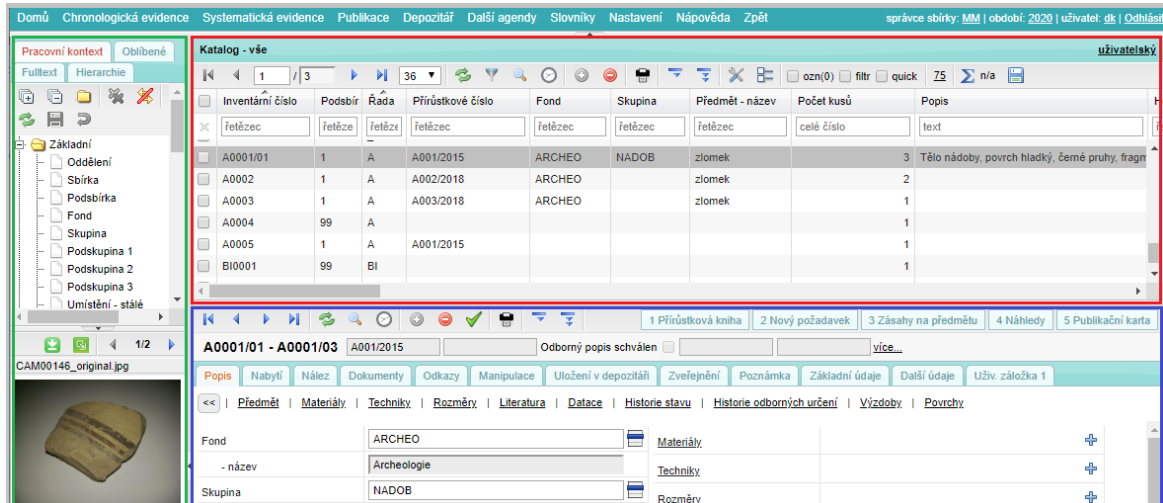 Domů Chronologická evidence Systematická evidence Publikace Depozitář Další agendy Slovníky Nastavení Nápověda Zpět správce sbírky: MM | období: 2020 | uživatel: dk | Odhlásit
Pracovní kontext Oblíbené
Fulltext Hierarchie
Základní
Oddělení
Sbírka
Podsbírka
Fond
Skupina
Podskupina 1
Podskupina 2
Podskupina 3
Umístění - stálé
1/2
CAM00146_original.jpg
Katalog - vše uživatelský
1 / 3 36 ozn(0) filtr quick 75 Σ n/a
Inventární číslo Podsbír Řada Přírůstkové číslo Fond Skupina Předmět - název Počet kusů Popis H
řetězec řetěze řetěze řetězec řetězec řetězec řetězec celé číslo text
A0001/01 1 A A001/2015 ARCHEO NADOB zlomek 3 Tělo nádoby, povrch hladký, černé pruhy, fragm
A0002 1 A A002/2018 ARCHEO zlomek 2
A0003 1 A A003/2018 ARCHEO zlomek 1
A0004 99 A 1
A0005 1 A A001/2015 1
BI0001 99 BI 1
1 Přírůstková kniha 2 Nový požadavek 3 Zásahy na předmětu 4 Náhledy 5 Publikační karta
A0001/01 - A0001/03 A001/2015 Odborný popis schválen více...
Popis Nabytí Nález Dokumenty Odkazy Manipulace Uložení v depozitáři Zveřejnění Poznámka Základní údaje Další údaje Uživ. záložka 1
<< | Předmět | Materiály | Techniky | Rozměry | Literatura | Datace | Historie stavu | Historie odborných určení | Výzdoby | Povrchy
Fond ARCHEO Materiály
- název Archeologie Techniky
Skupina NADOB Rozměry